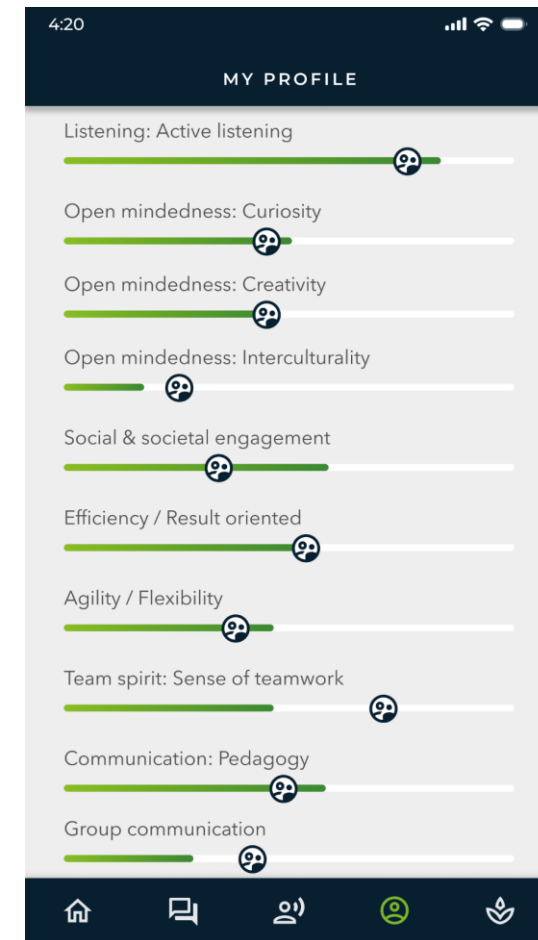 4:20
MY PROFILE
Listening: Active listening
Open mindedness: Curiosity
Open mindedness: Creativity
Open mindedness: Interculturality
Social & societal engagement
Efficiency / Result oriented
Agility / Flexibility
Team spirit: Sense of teamwork
Communication: Pedagogy
Group communication